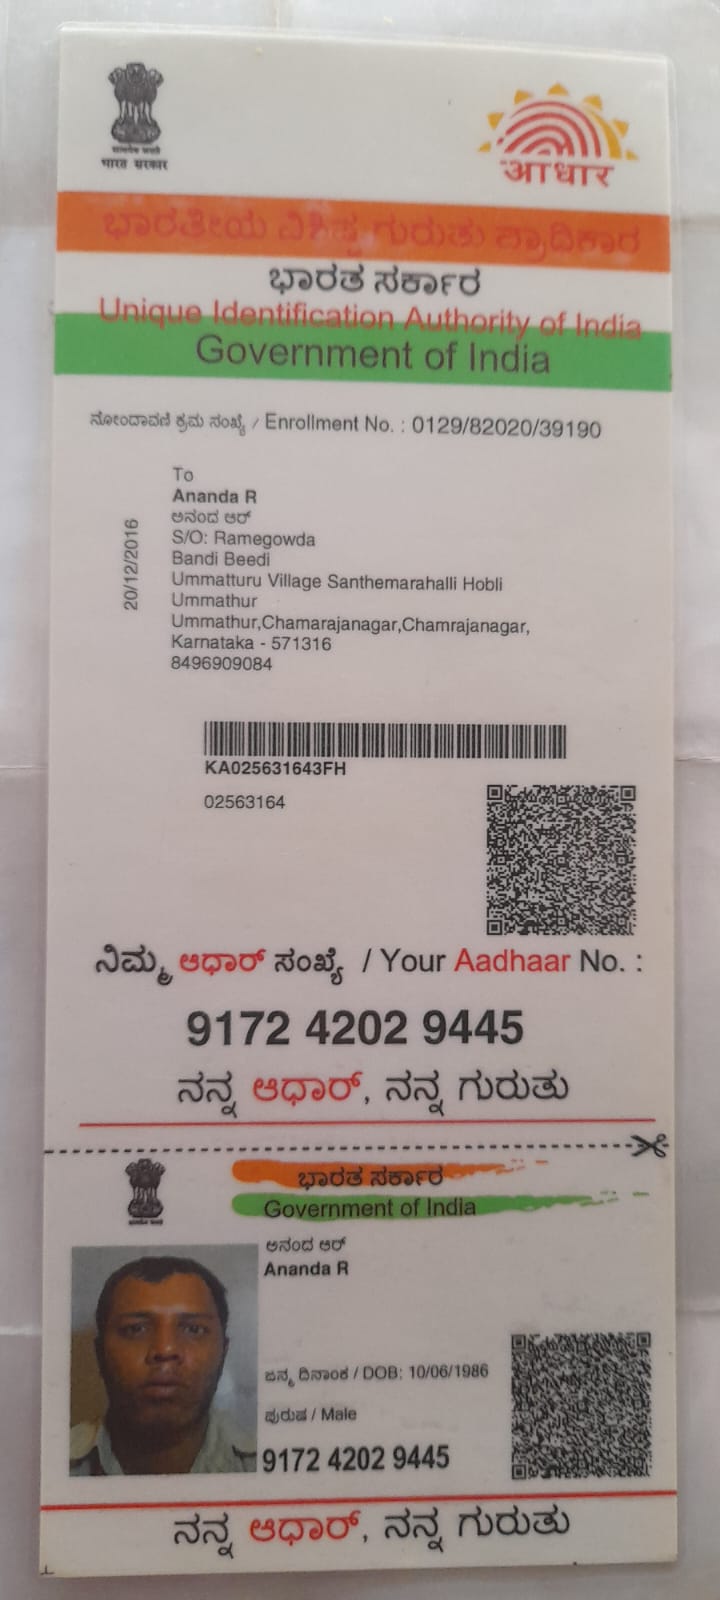 भारत सरकार
आधार
ಭಾರತೀಯ ವಿಶಿಷ್ಟ ಗುರುತು ಪ್ರಾಧಿಕಾರ
ಭಾರತ ಸರ್ಕಾರ
Unique Identification Authority of India
Government of India
ನೋಂದಾವಣಿ ಕ್ರಮ ಸಂಖ್ಯೆ / Enrollment No. : 0129/82020/39190
20/12/2016
To
Ananda R
ಆನಂದ ಆರ್
S/O: Ramegowda
Bandi Beedi
Ummatturu Village Santhemarahalli Hobli
Ummathur
Ummathur,Chamarajanagar,Chamrajanagar,
Karnataka - 571316
8496909084
KA025631643FH
02563164
ನಿಮ್ಮ ಆಧಾರ್ ಸಂಖ್ಯೆ / Your Aadhaar No. :
9172 4202 9445
ನನ್ನ ಆಧಾರ್, ನನ್ನ ಗುರುತು
ಭಾರತ ಸರ್ಕಾರ
Government of India
ಆನಂದ ಆರ್
Ananda R
ಜನ್ಮ ದಿನಾಂಕ / DOB: 10/06/1986
ಪುರುಷ / Male
9172 4202 9445
ನನ್ನ ಆಧಾರ್, ನನ್ನ ಗುರುತು